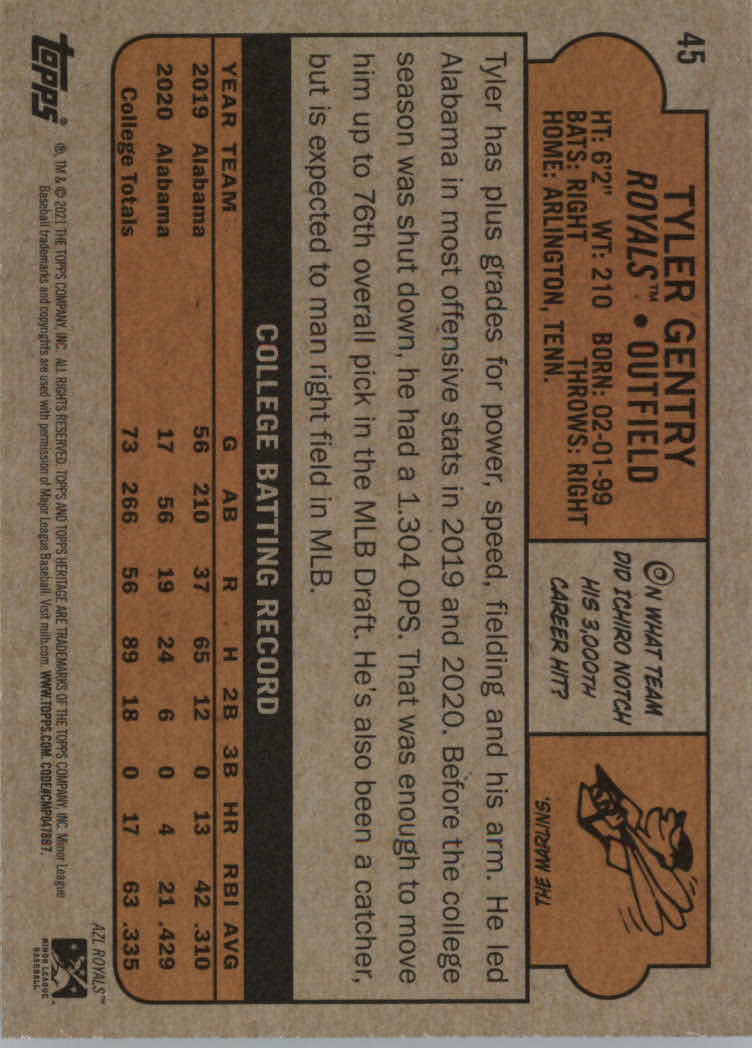 45
TYLER GENTRY
ROYALS™ • OUTFIELD
HT: 6'2" WT: 210 BORN: 02-01-99
BATS: RIGHT THROWS: RIGHT
HOME: ARLINGTON, TENN.
ON WHAT TEAM
DID ICHIRO NOTCH
HIS 3,000TH
CAREER HIT?
THE MARLINS.
Tyler has plus grades for power, speed, fielding and his arm. He led
Alabama in most offensive stats in 2019 and 2020. Before the college
season was shut down, he had a 1.304 OPS. That was enough to move
him up to 76th overall pick in the MLB Draft. He's also been a catcher,
but is expected to man right field in MLB.
COLLEGE BATTING RECORD
YEAR TEAM G AB R H 2B 3B HR RBI AVG
2019 Alabama 56 210 37 65 12 0 13 42 .310
2020 Alabama 17 56 19 24 6 0 4 21 .429
College Totals 73 266 56 89 18 0 17 63 .335
AZL ROYALS™
topps®
®, TM & © 2021 THE TOPPS COMPANY, INC. ALL RIGHTS RESERVED. TOPPS AND TOPPS HERITAGE ARE TRADEMARKS OF THE TOPPS COMPANY, INC. Minor League
Baseball trademarks and copyrights are used with permission of Major League Baseball. Visit milb.com. WWW.TOPPS.COM. CODE#CMP047887.
MINOR LEAGUE
BASEBALL